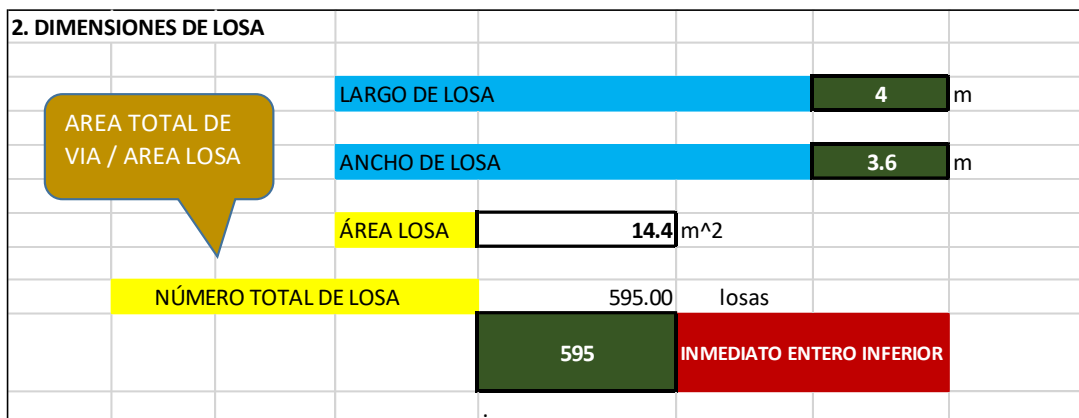 2. DIMENSIONES DE LOSA
LARGO DE LOSA 4 m
AREA TOTAL DE
VIA / AREA LOSA
ANCHO DE LOSA 3.6 m
ÁREA LOSA 14.4 m^2
NÚMERO TOTAL DE LOSA 595.00 losas
595 INMEDIATO ENTERO INFERIOR
.